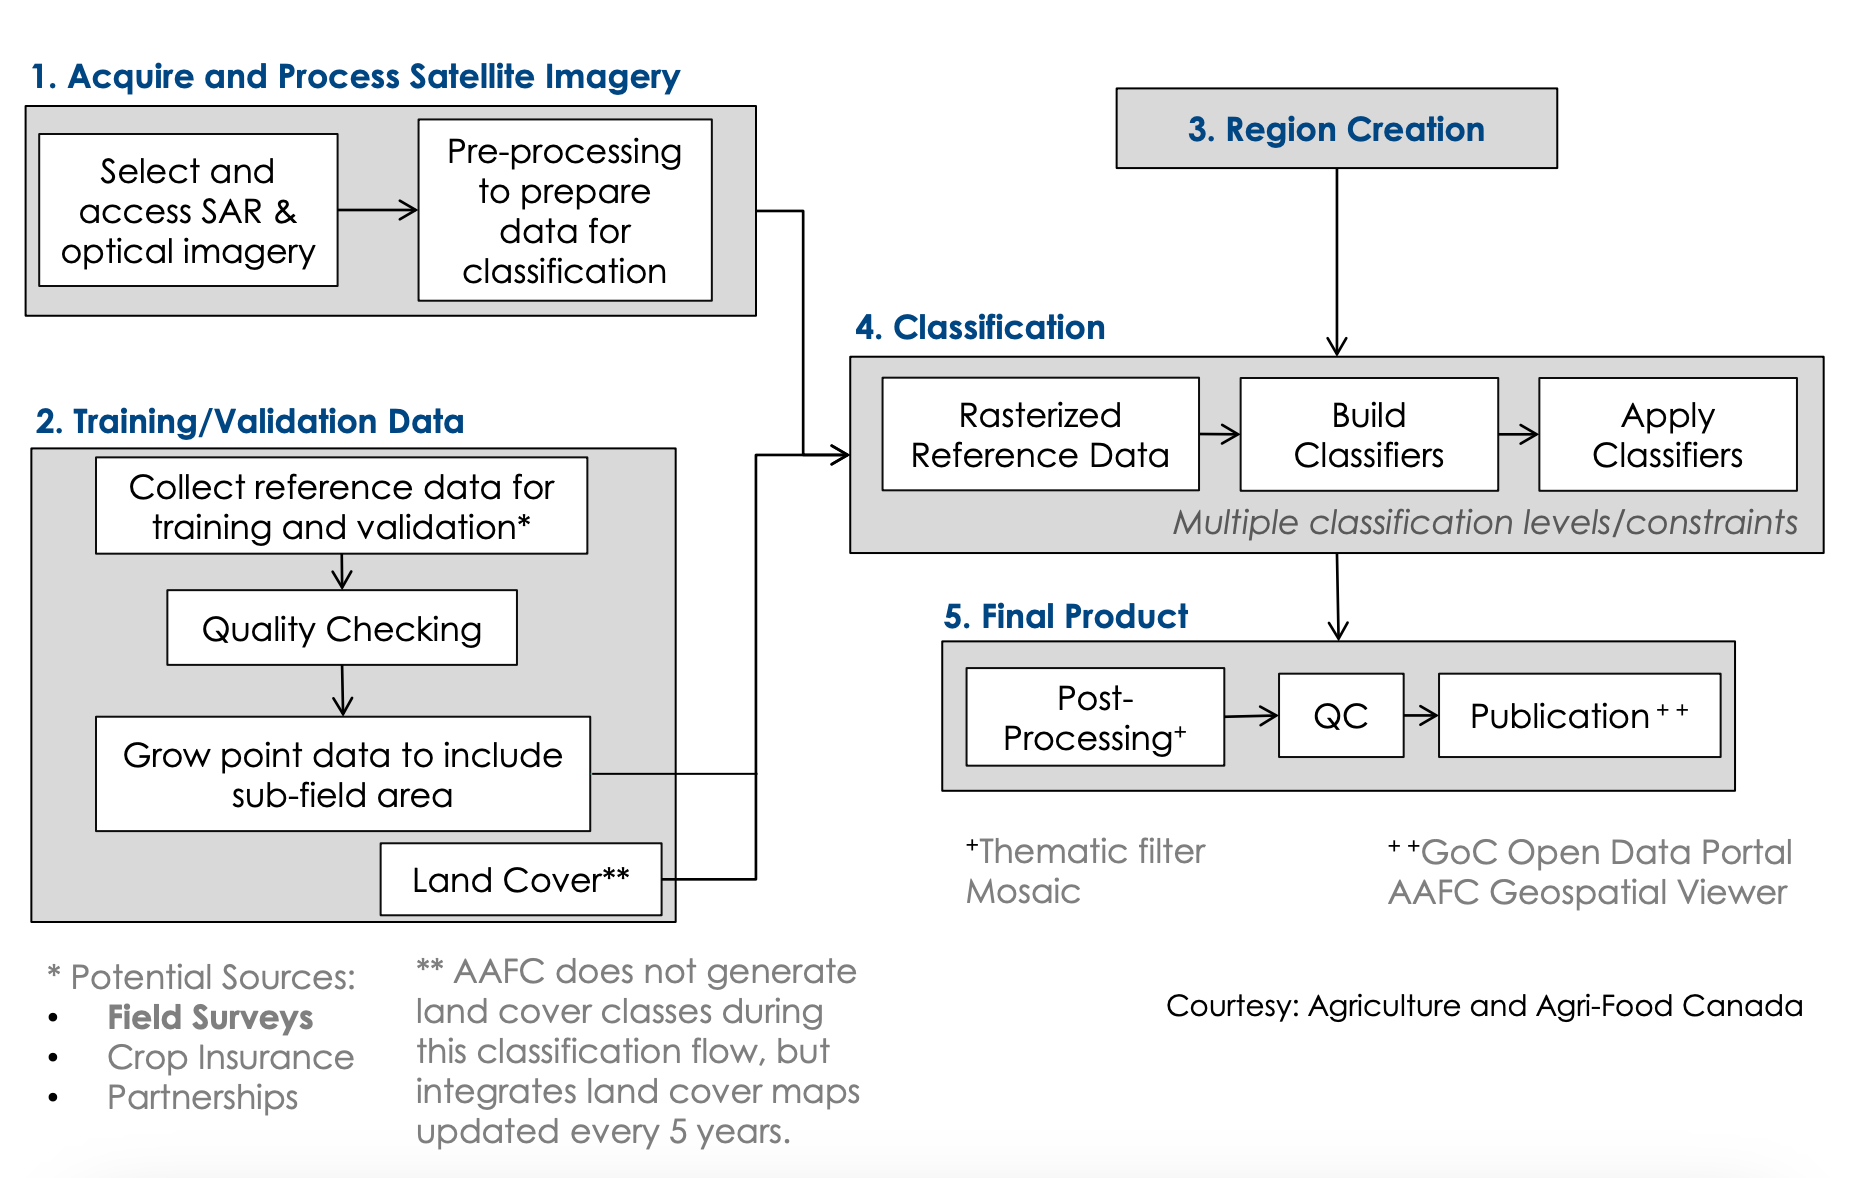 1. Acquire and Process Satellite Imagery
Select and
access SAR &
optical imagery
Pre-processing
to prepare
data for
classification
2. Training/Validation Data
Collect reference data for
training and validation*
Quality Checking
Grow point data to include
sub-field area
Land Cover**
* Potential Sources:
• Field Surveys
• Crop Insurance
• Partnerships
** AAFC does not generate
land cover classes during
this classification flow, but
integrates land cover maps
updated every 5 years.
3. Region Creation
4. Classification
Rasterized
Reference Data
Build
Classifiers
Apply
Classifiers
Multiple classification levels/constraints
5. Final Product
Post-
Processing+
QC
Publication++
+Thematic filter
Mosaic
++GoC Open Data Portal
AAFC Geospatial Viewer
Courtesy: Agriculture and Agri-Food Canada